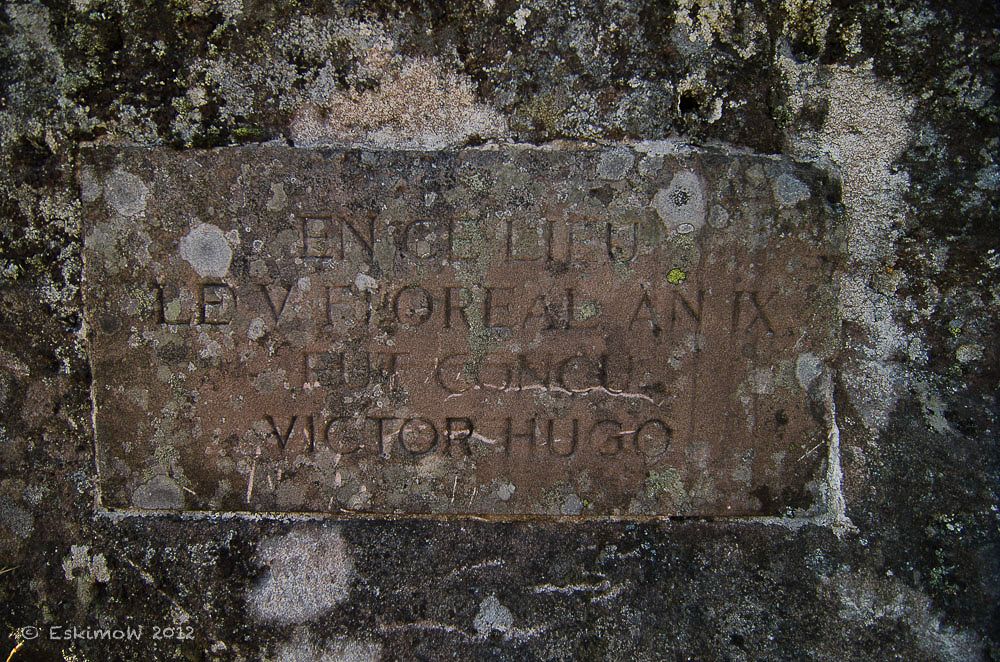 EN CE LIEU
LE V FLOREAL AN IX
FUT CONCU
VICTOR HUGO
© EskimoW 2012